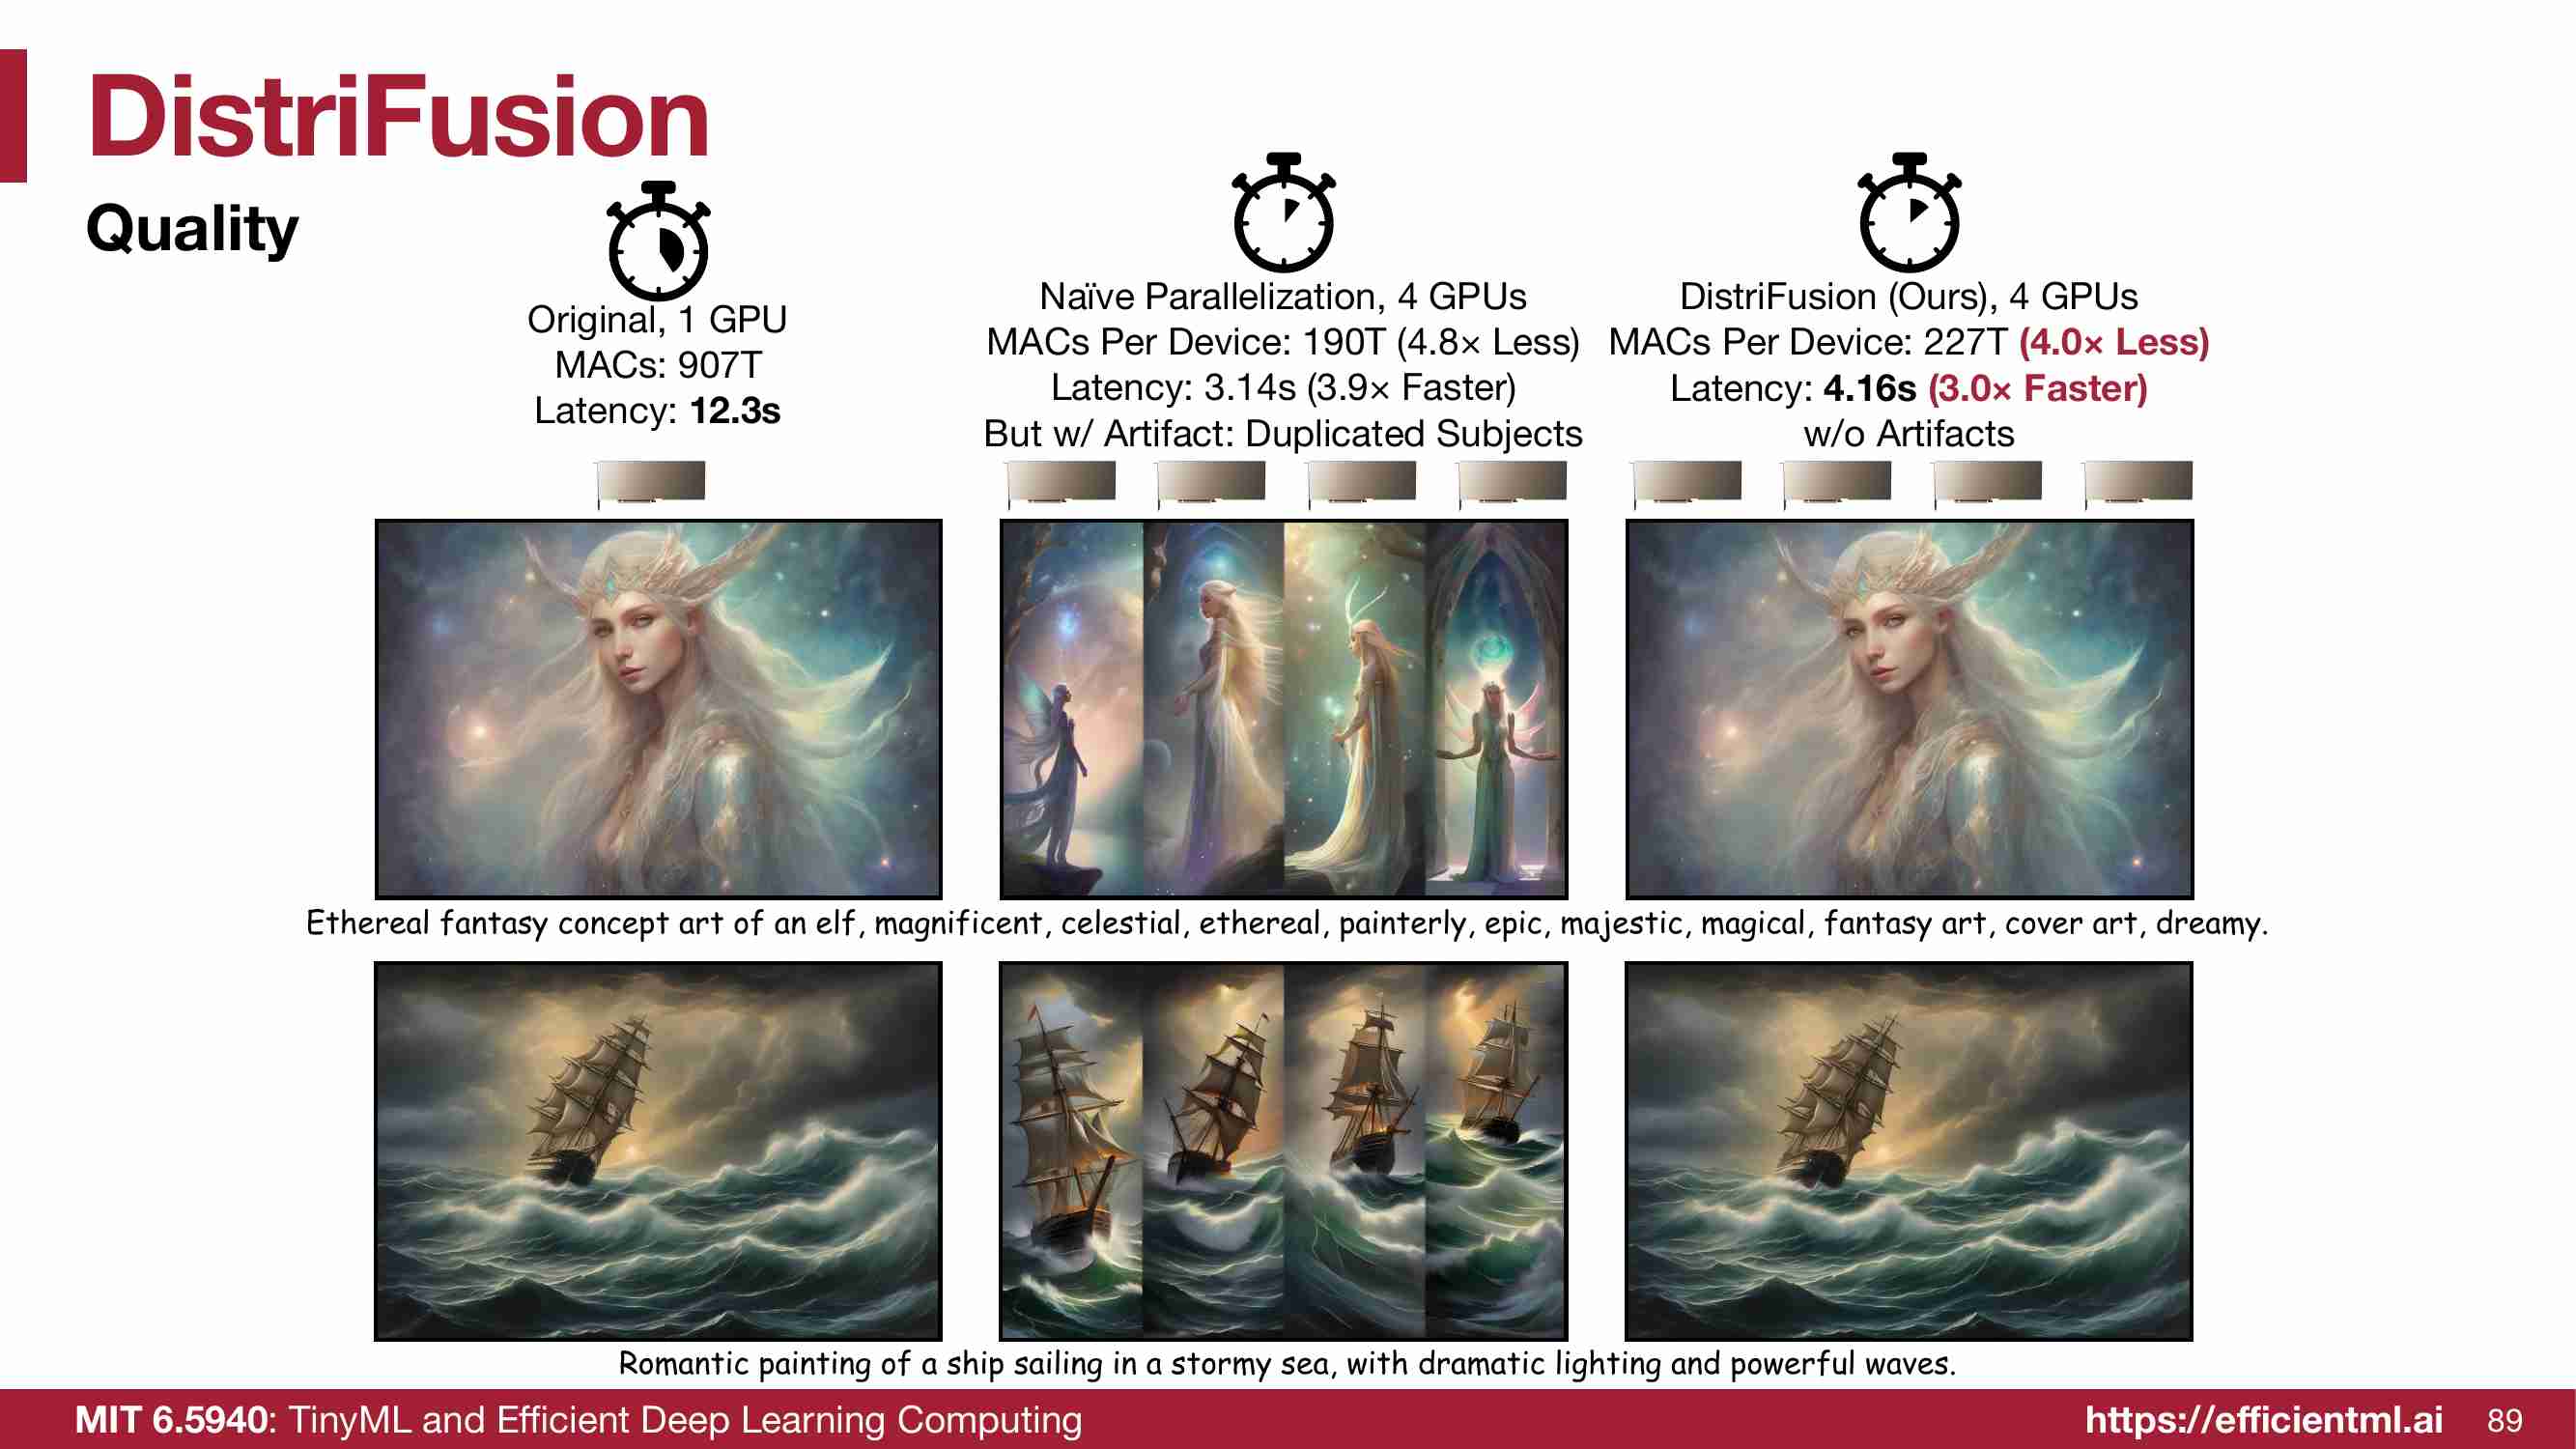 DistriFusion
Quality
Original, 1 GPU
MACs: 907T
Latency: 12.3s
Naïve Parallelization, 4 GPUs
MACs Per Device: 190T (4.8× Less)
Latency: 3.14s (3.9× Faster)
But w/ Artifact: Duplicated Subjects
DistriFusion (Ours), 4 GPUs
MACs Per Device: 227T (4.0× Less)
Latency: 4.16s (3.0× Faster)
w/o Artifacts
Ethereal fantasy concept art of an elf, magnificent, celestial, ethereal, painterly, epic, majestic, magical, fantasy art, cover art, dreamy.
Romantic painting of a ship sailing in a stormy sea, with dramatic lighting and powerful waves.
MIT 6.5940: TinyML and Efficient Deep Learning Computing
https://efficientml.ai
89